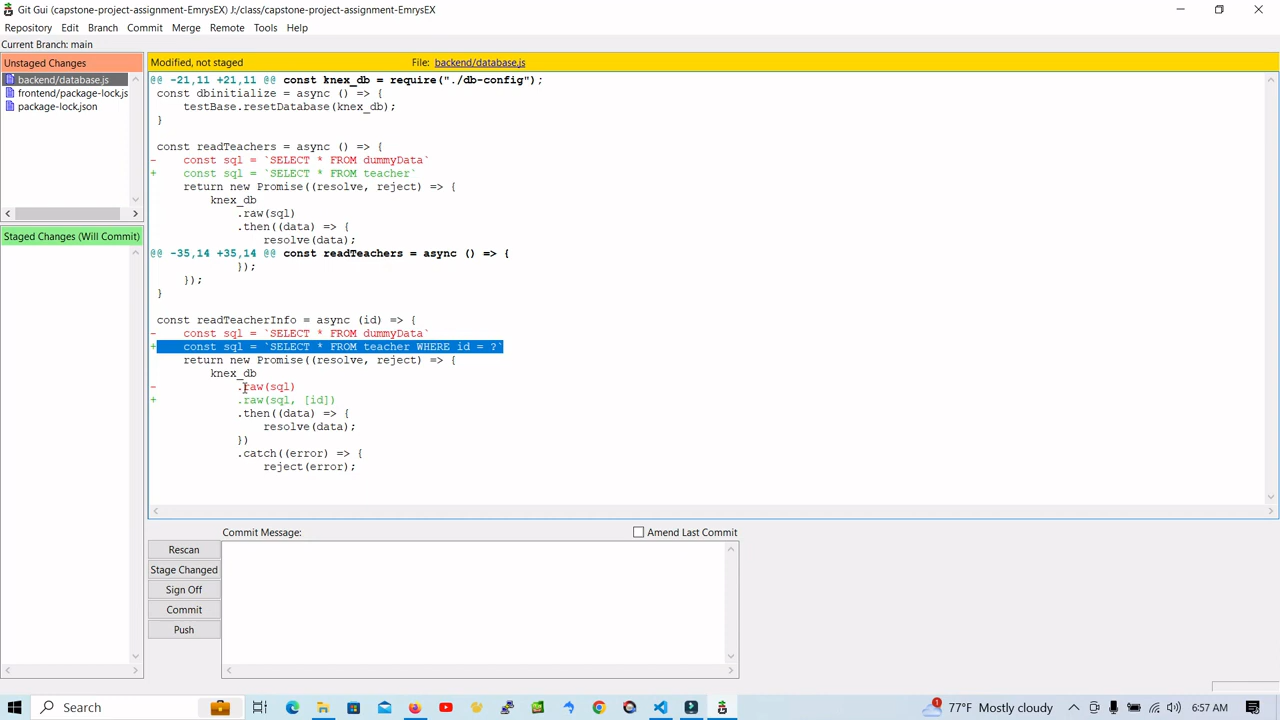 Git Gui (capstone-project-assignment-EmrysEX) J:/class/capstone-project-assignment-EmrysEX
Repository Edit Branch Commit Merge Remote Tools Help
Current Branch: main
Unstaged Changes
backend/database.js
frontend/package-lock.js
package-lock.json
Staged Changes (Will Commit)
Modified, not staged File: backend/database.js
@@ -21,11 +21,11 @@ const knex_db = require("./db-config");
const dbinitialize = async () => {
testBase.resetDatabase(knex_db);
}
const readTeachers = async () => {
- const sql = `SELECT * FROM dummyData`
+ const sql = `SELECT * FROM teacher`
return new Promise((resolve, reject) => {
knex_db
.raw(sql)
.then((data) => {
resolve(data);
@@ -35,14 +35,14 @@ const readTeachers = async () => {
});
});
}
const readTeacherInfo = async (id) => {
- const sql = `SELECT * FROM dummyData`
+ const sql = `SELECT * FROM teacher WHERE id = ?`
return new Promise((resolve, reject) => {
knex_db
- .raw(sql)
+ .raw(sql, [id])
.then((data) => {
resolve(data);
})
.catch((error) => {
reject(error);
Commit Message:
Amend Last Commit
Rescan
Stage Changed
Sign Off
Commit
Push
Search
1
77°F Mostly cloudy
6:57 AM